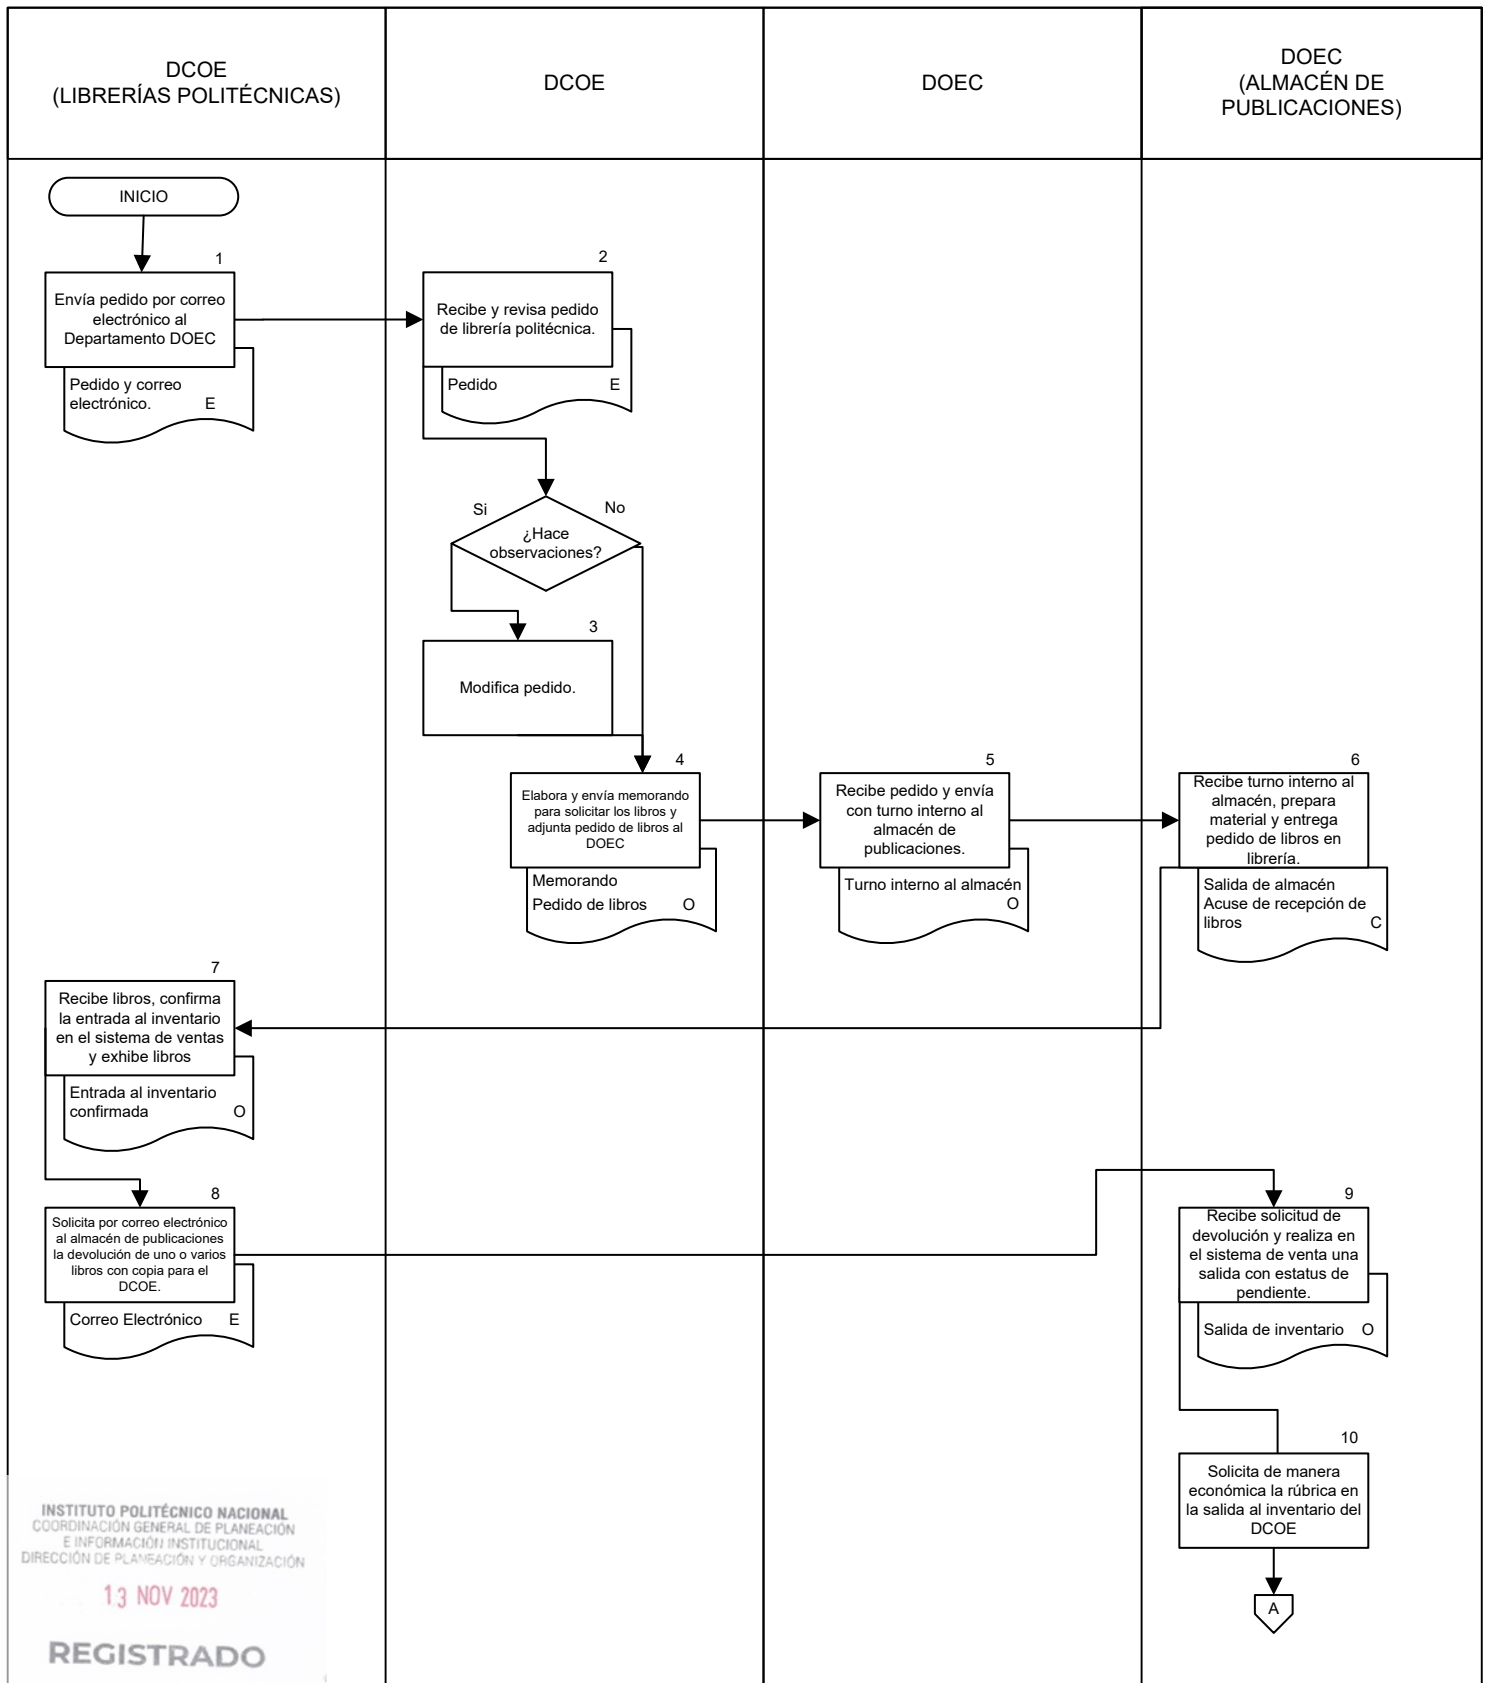 DCOE
(LIBRERÍAS POLITÉCNICAS)
DCOE
DOEC
DOEC
(ALMACÉN DE
PUBLICACIONES)
INICIO
1
Envía pedido por correo
electrónico al
Departamento DOEC
Pedido y correo
electrónico. E
2
Recibe y revisa pedido
de librería politécnica.
Pedido E
¿Hace
observaciones?
Si
No
3
Modifica pedido.
4
Elabora y envía memorando
para solicitar los libros y
adjunta pedido de libros al
DOEC
Memorando
Pedido de libros O
5
Recibe pedido y envía
con turno interno al
almacén de
publicaciones.
Turno interno al almacén
O
6
Recibe turno interno al
almacén, prepara
material y entrega
pedido de libros en
librería.
Salida de almacén
Acuse de recepción de
libros C
7
Recibe libros, confirma
la entrada al inventario
en el sistema de ventas
y exhibe libros
Entrada al inventario
confirmada O
8
Solicita por correo electrónico
al almacén de publicaciones
la devolución de uno o varios
libros con copia para el
DCOE.
Correo Electrónico E
9
Recibe solicitud de
devolución y realiza en
el sistema de venta una
salida con estatus de
pendiente.
Salida de inventario O
10
Solicita de manera
económica la rúbrica en
la salida al inventario del
DCOE
A
INSTITUTO POLITÉCNICO NACIONAL
COORDINACIÓN GENERAL DE PLANEACIÓN
E INFORMACIÓN INSTITUCIONAL
DIRECCIÓN DE PLANEACIÓN Y ORGANIZACIÓN
13 NOV 2023
REGISTRADO